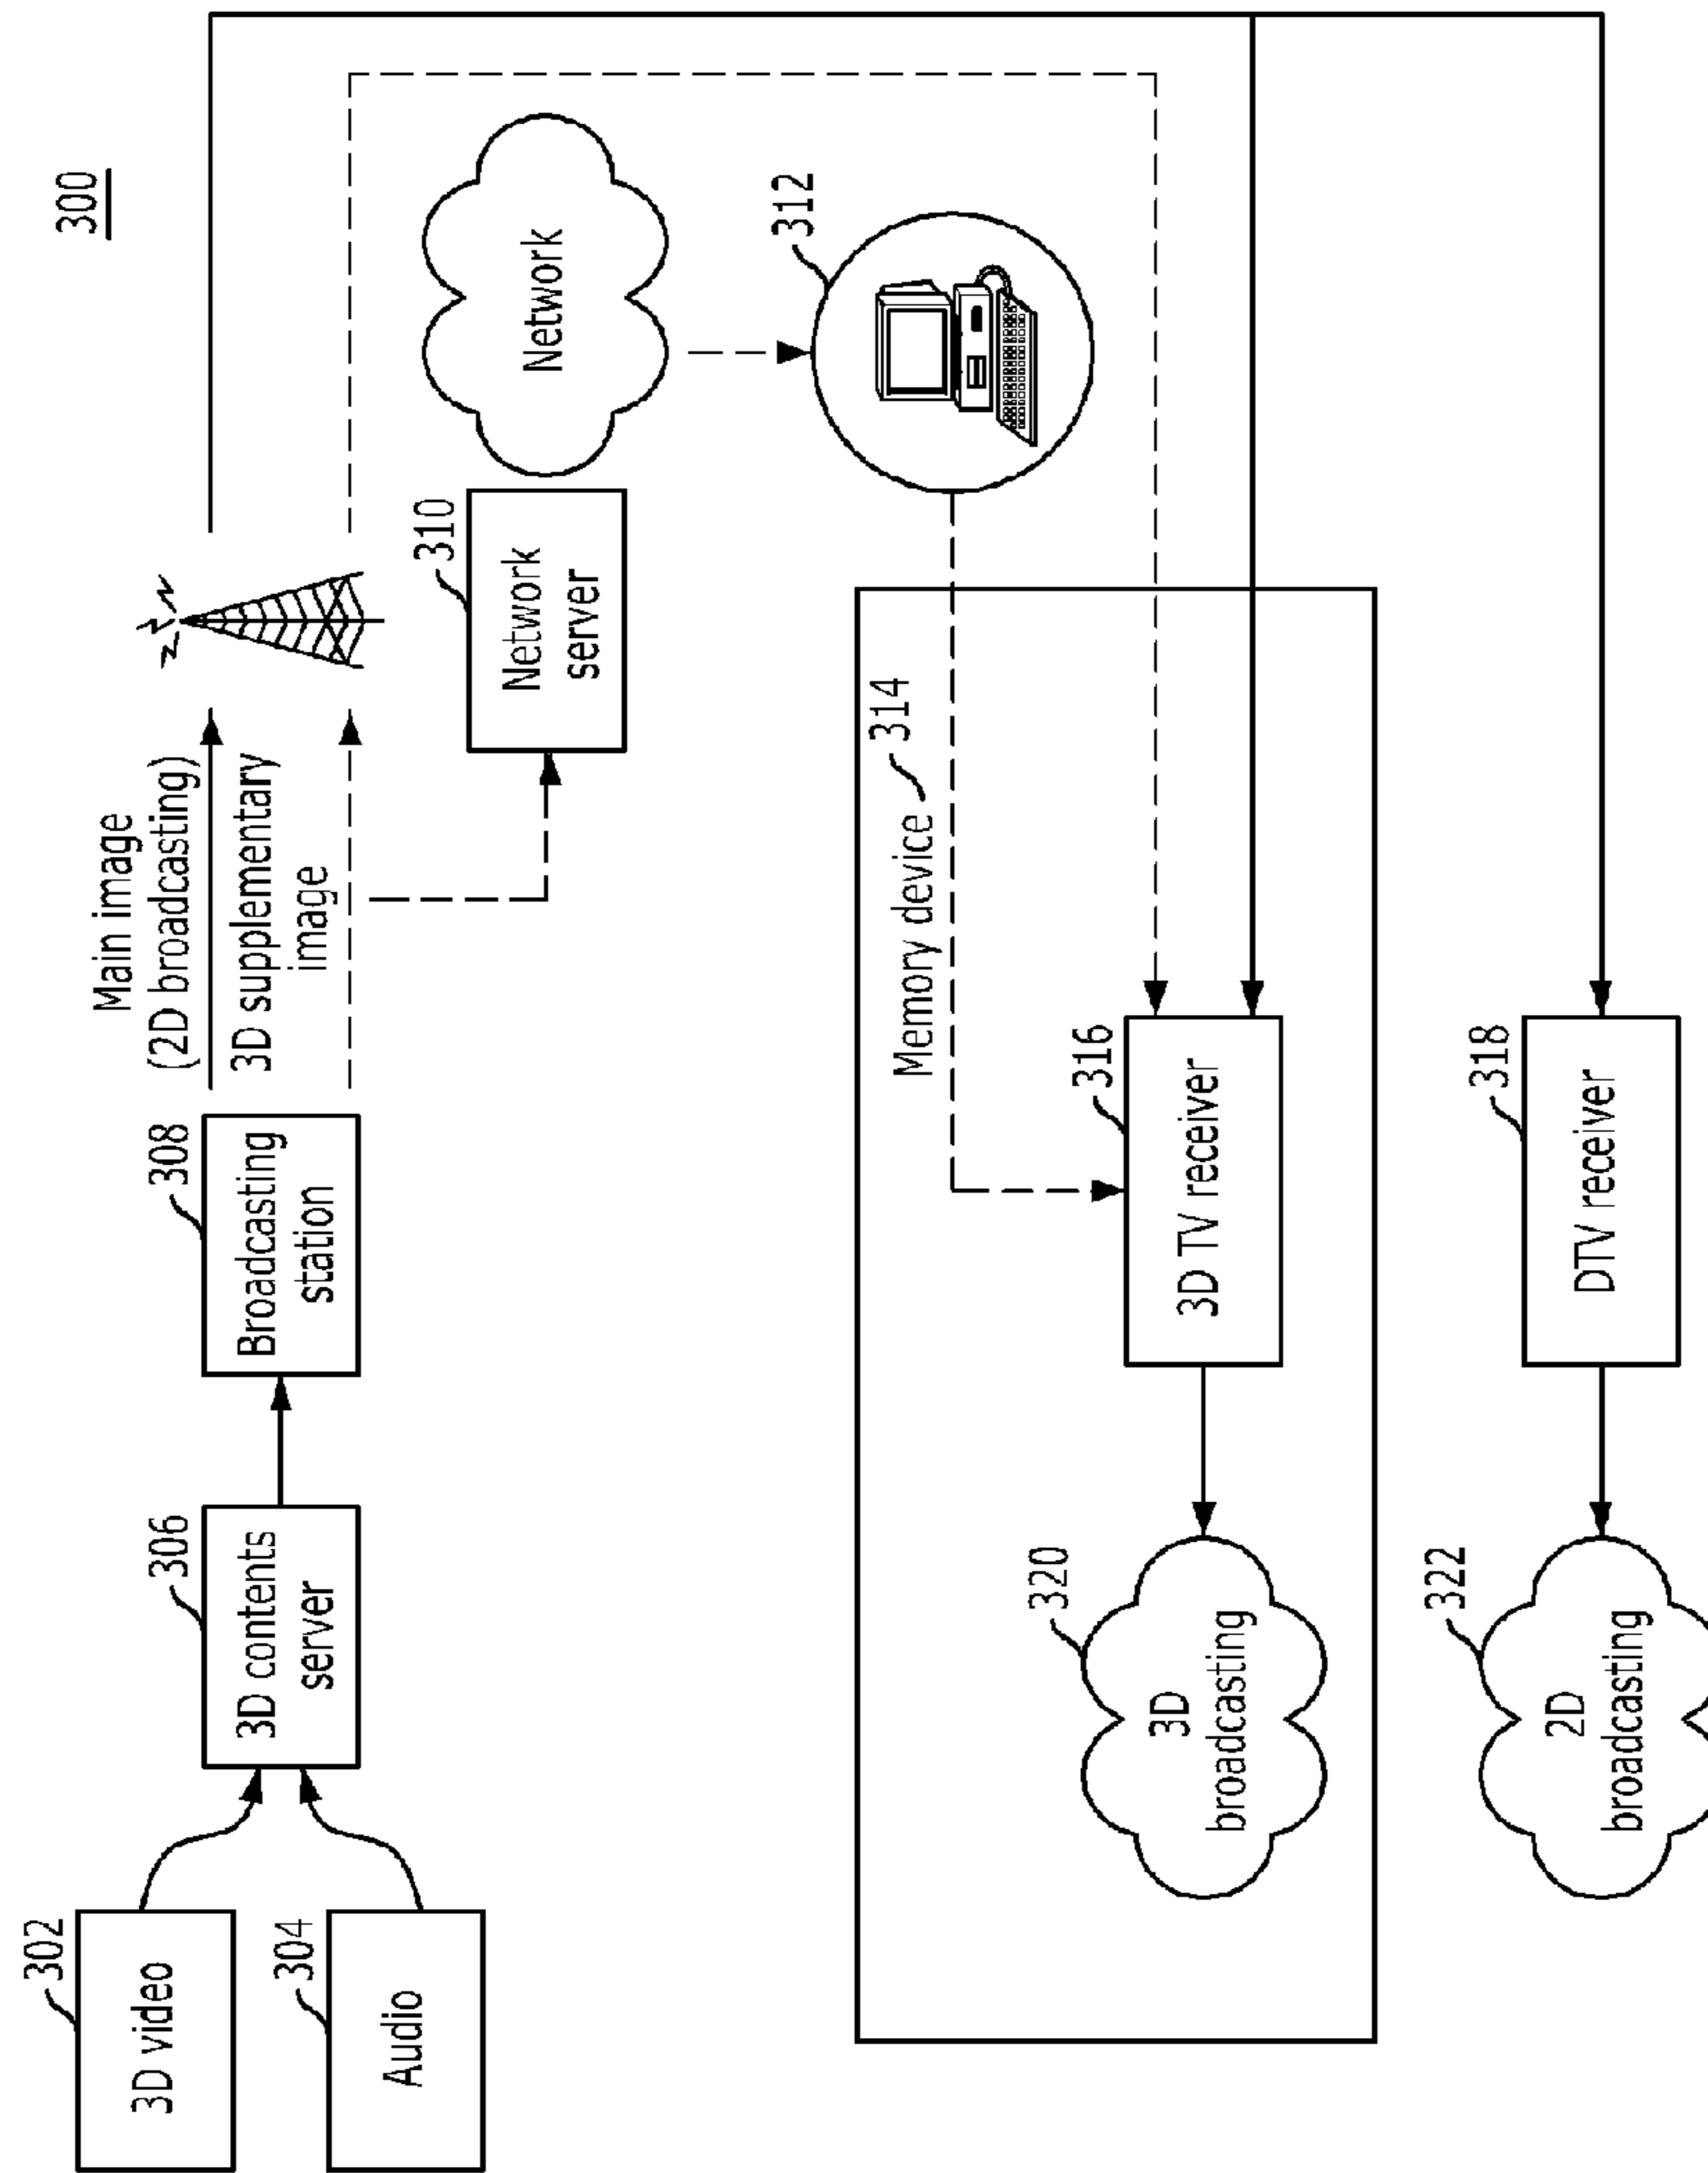 300
302
3D video
304
Audio
306
3D contents
server
308
Broadcasting
station
Main image
(2D broadcasting)
3D supplementary
image
310
Network
server
Network
312
Memory device
314
316
3D TV receiver
320
3D
broadcasting
318
DTV receiver
322
2D
broadcasting